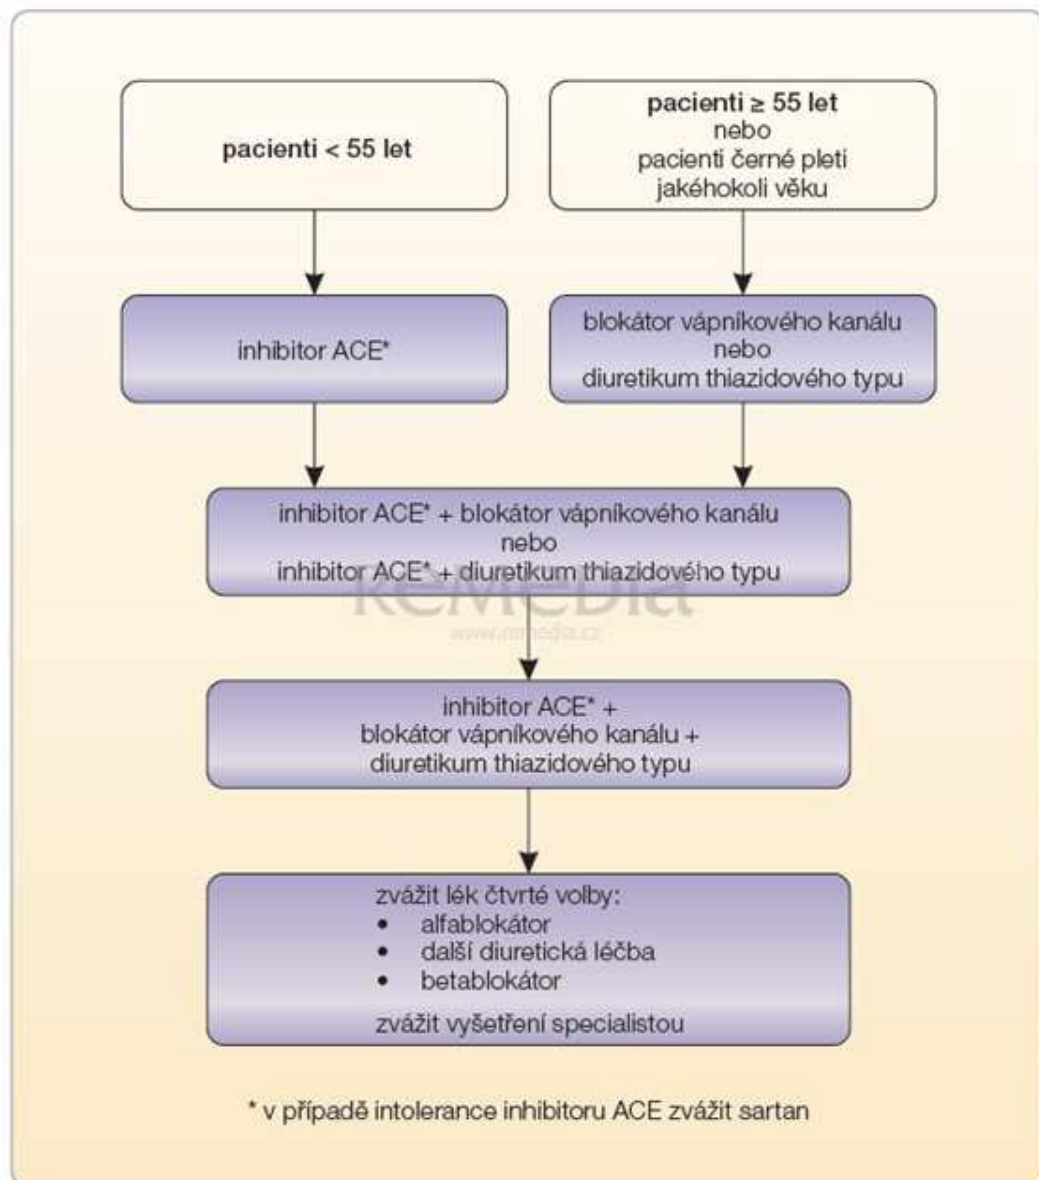 pacienti < 55 let
pacienti ≥ 55 let
nebo
pacienti černé pleti
jakéhokoli věku
inhibitor ACE*
blokátor vápníkového kanálu
nebo
diuretikum thiazidového typu
inhibitor ACE* + blokátor vápníkového kanálu
nebo
inhibitor ACE* + diuretikum thiazidového typu
ReMeDia
www.remedia.cz
inhibitor ACE* +
blokátor vápníkového kanálu +
diuretikum thiazidového typu
zvážit lék čtvrté volby:
• alfablokátor
• další diuretická léčba
• betablokátor
zvážit vyšetření specialistou
* v případě intolerance inhibitoru ACE zvážit sartan